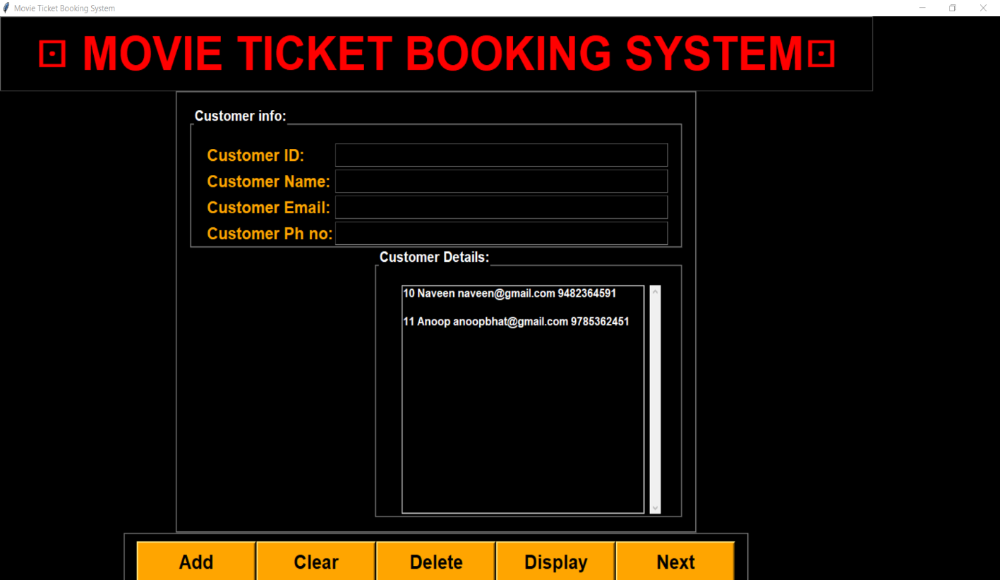 Movie Ticket Booking System
⊡ MOVIE TICKET BOOKING SYSTEM⊡
Customer info:
Customer ID:
Customer Name:
Customer Email:
Customer Ph no:
Customer Details:
10 Naveen naveen@gmail.com 9482364591
11 Anoop anoopbhat@gmail.com 9785362451
Add Clear Delete Display Next